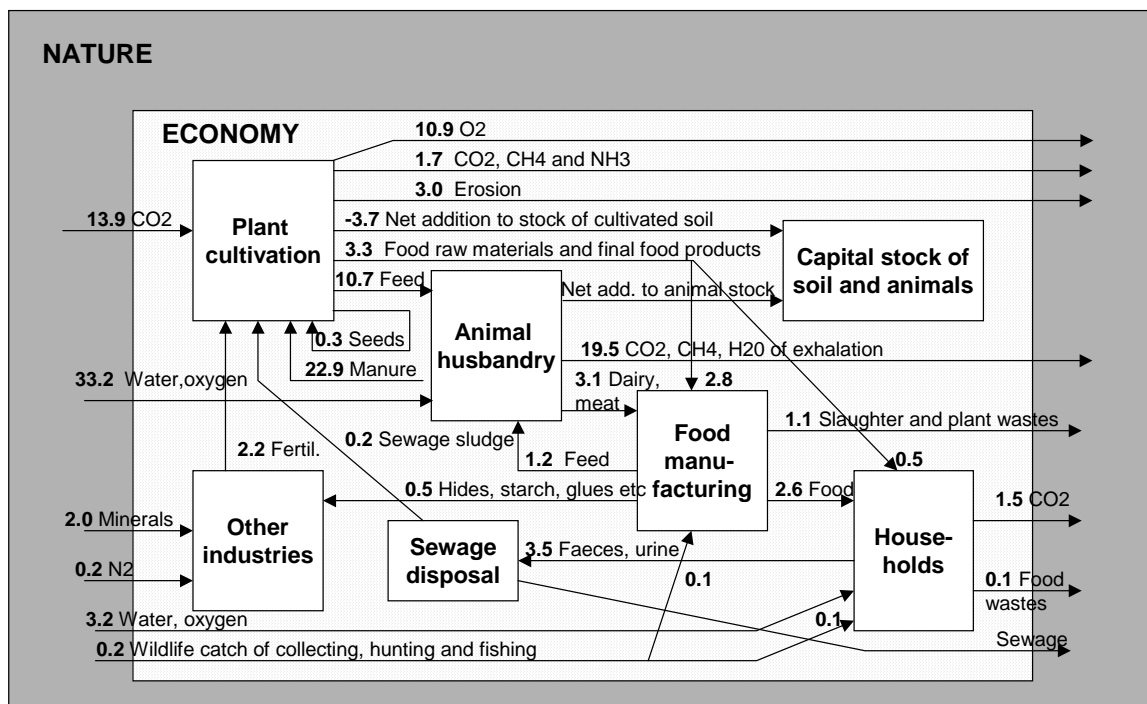 NATURE
ECONOMY
10.9 O2
1.7 CO2, CH4 and NH3
3.0 Erosion
13.9 CO2
Plant
cultivation
-3.7 Net addition to stock of cultivated soil
3.3 Food raw materials and final food products
Capital stock of
soil and animals
10.7 Feed
Net add. to animal stock
Animal
husbandry
0.3 Seeds
19.5 CO2, CH4, H20 of exhalation
22.9 Manure
33.2 Water,oxygen
3.1 Dairy,
meat
2.8
1.1 Slaughter and plant wastes
0.2 Sewage sludge
2.2 Fertil.
Food
manu-
facturing
1.2 Feed
0.5
0.5 Hides, starch, glues etc
2.6 Food
1.5 CO2
2.0 Minerals
Other
industries
Sewage
disposal
3.5 Faeces, urine
House-
holds
0.2 N2
0.1
0.1 Food
wastes
3.2 Water, oxygen
0.1
0.2 Wildlife catch of collecting, hunting and fishing
Sewage